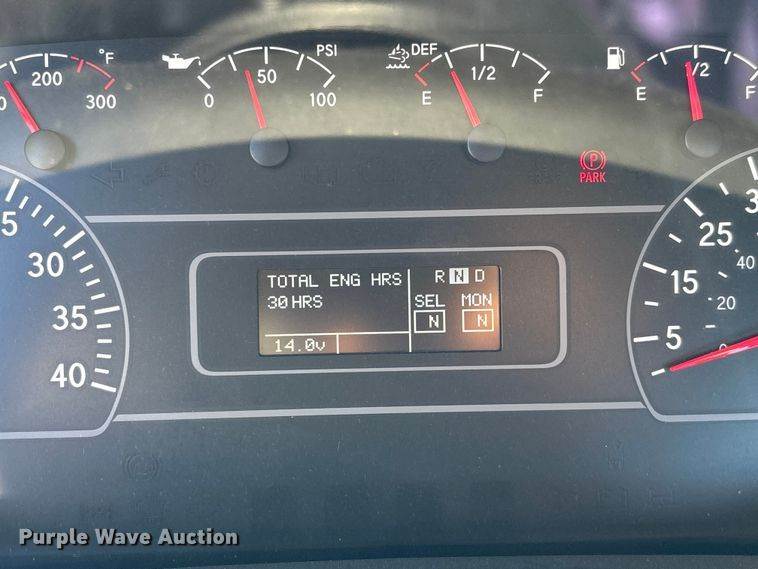 °F
200
300
PSI
0
50
100
DEF
1/2
E
F
1/2
E
F
P
PARK
30
35
40
TOTAL ENG HRS
30 HRS
14.0v
R N D
SEL MON
N N
25
15
5
40
20
0
Purple Wave Auction